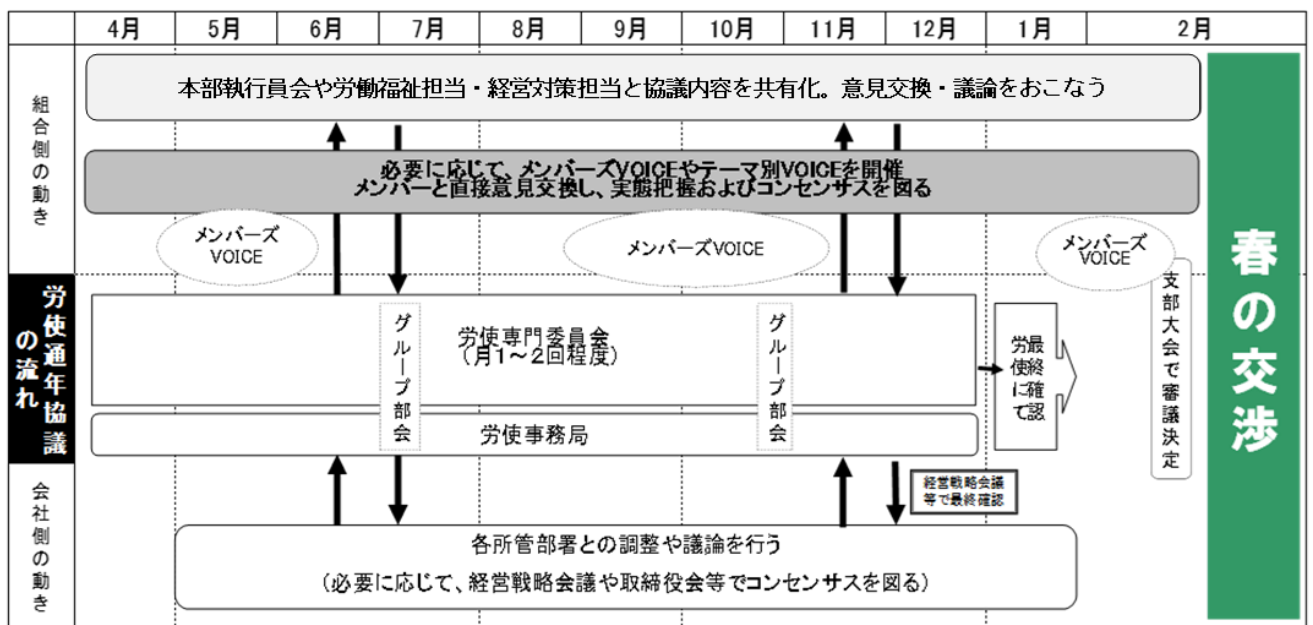 4月 5月 6月 7月 8月 9月 10月 11月 12月 1月 2月
組合側の動き
本部執行員会や労働福祉担当・経営対策担当と協議内容を共有化。意見交換・議論をおこなう
必要に応じて、メンバーズVOICEやテーマ別VOICEを開催
メンバーと直接意見交換し、実態把握およびコンセンサスを図る
メンバーズ
VOICE
メンバーズVOICE
メンバーズ
VOICE
労使通年協議
の流れ
労使専門委員会
(月1~2回程度)
グループ部会
グループ部会
労使事務局
最終確認
労使にて
支部大会で審議決定
春の交渉
会社側の動き
経営戦略会議
等で最終確認
各所管部署との調整や議論を行う
(必要に応じて、経営戦略会議や取締役会等でコンセンサスを図る)